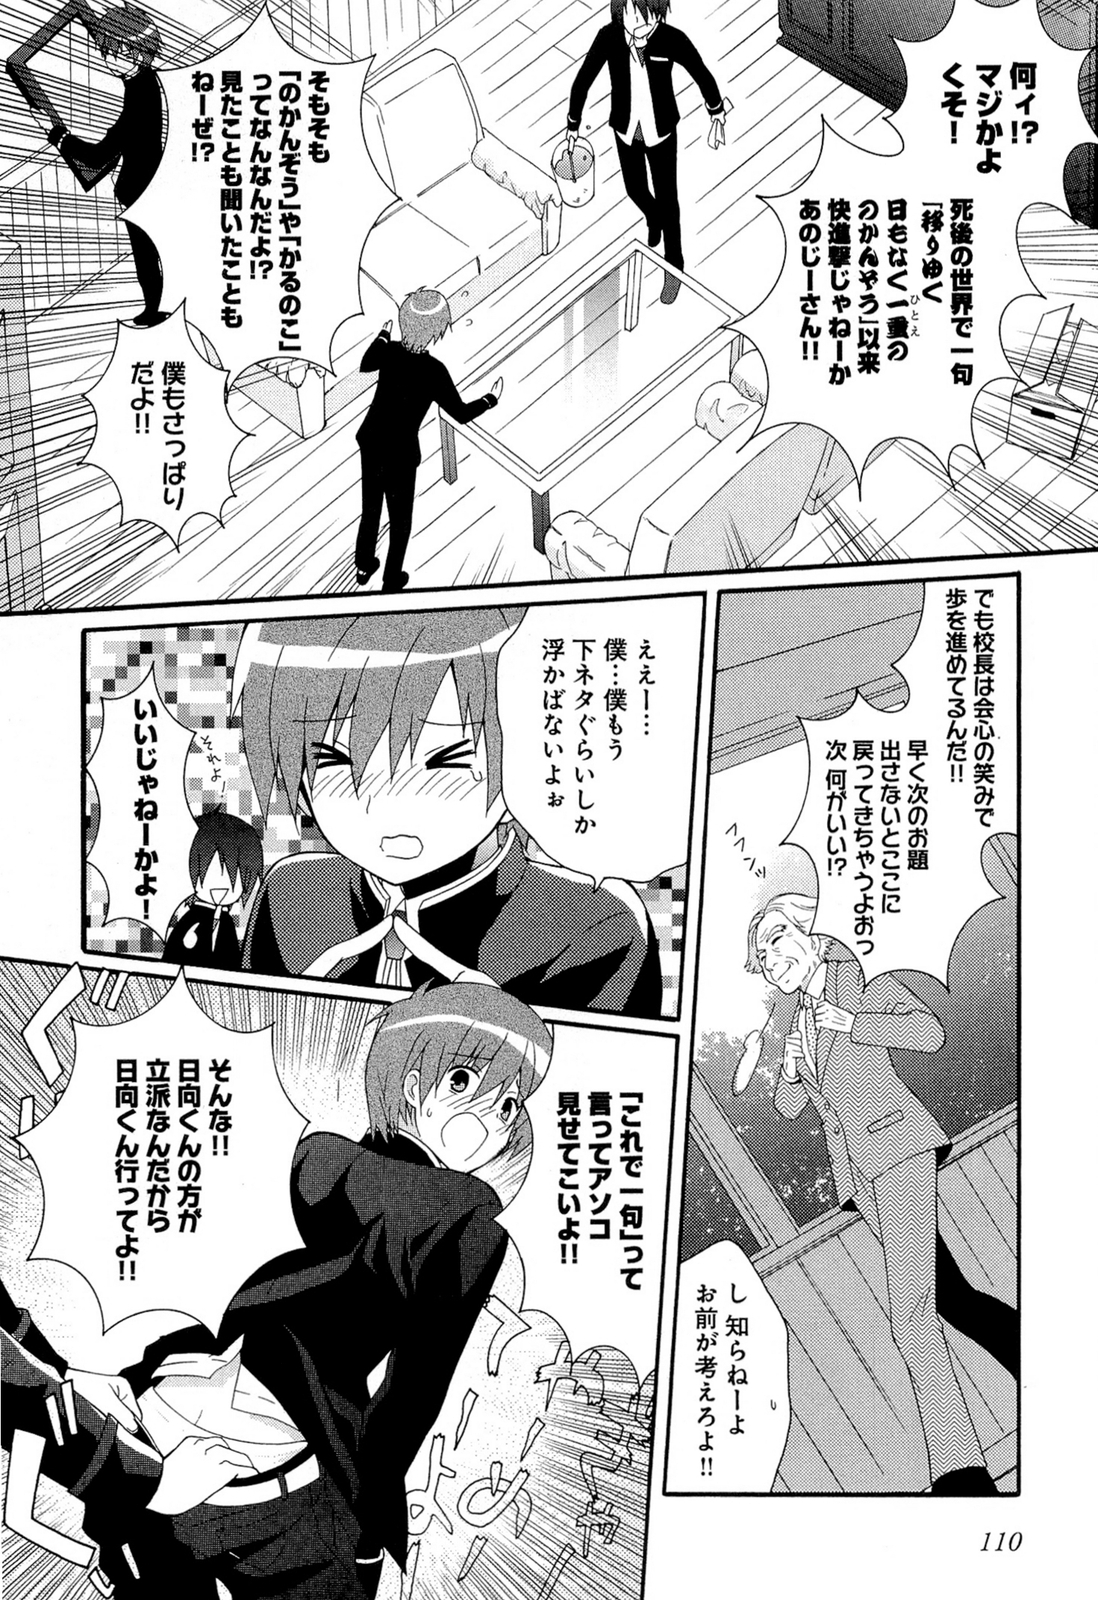 何ィ!?
マジかよ
くそ!
死後の世界で一句
「移りゆく
日もなく一重の
ひとえ
のかんぞう」以来
快進撃じゃねーか
あのじーさん!!
そもそも
「のかんぞう」や「かるのこ」
ってなんなんだよ!?
見たことも聞いたことも
ねーぜ!?
僕もさっぱり
だよ!!
でも校長は会心の笑みで
歩を進めてるんだ!!
早く次のお題
出さないとここに
戻ってきちゃうよおっ
次 何がいい!?
フフンッ
し 知らねーよ
お前が考えろよ!!
ええー…
僕…僕もう
下ネタぐらいしか
浮かばないよぉ
それよ!
いいじゃねーかよ!
「これで一句」って
言ってアソコ
見せてこいよ!!
そんな!!
日向くんの方が
立派なんだから
日向くん行ってよ!!
110